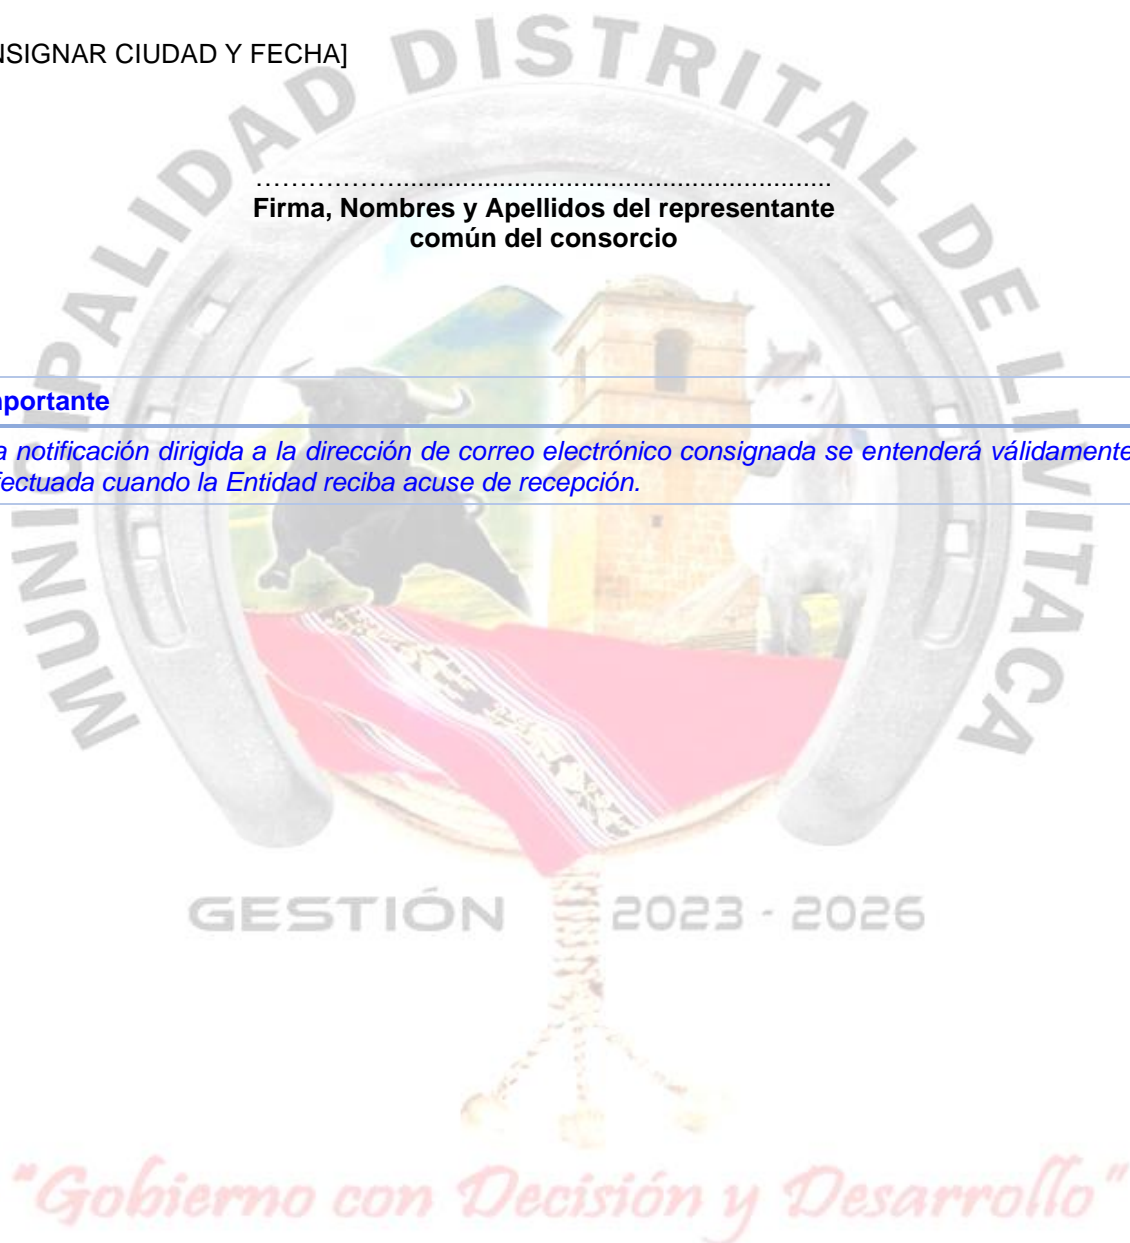 NSIGNAR CIUDAD Y FECHA]
MUNICIPALIDAD DISTRITAL DE LIVITACA
……………..............................................................
Firma, Nombres y Apellidos del representante
común del consorcio
portante
a notificación dirigida a la dirección de correo electrónico consignada se entenderá válidamente
fectuada cuando la Entidad reciba acuse de recepción.
GESTIÓN 2023 - 2026
"Gobierno con Decisión y Desarrollo"